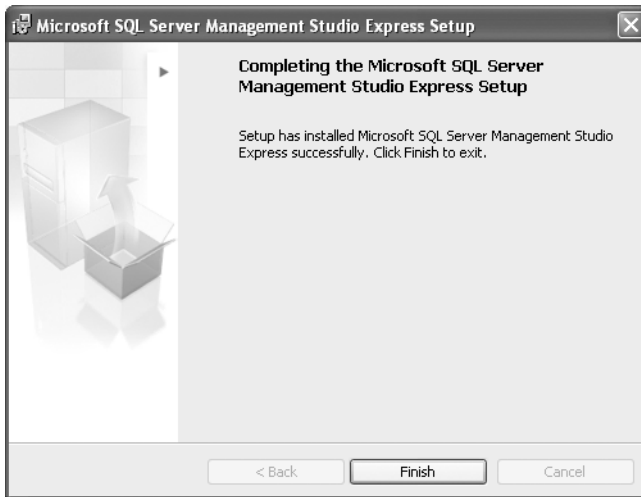 Microsoft SQL Server Management Studio Express Setup
Completing the Microsoft SQL Server
Management Studio Express Setup
Setup has installed Microsoft SQL Server Management Studio
Express successfully. Click Finish to exit.
< Back
Finish
Cancel